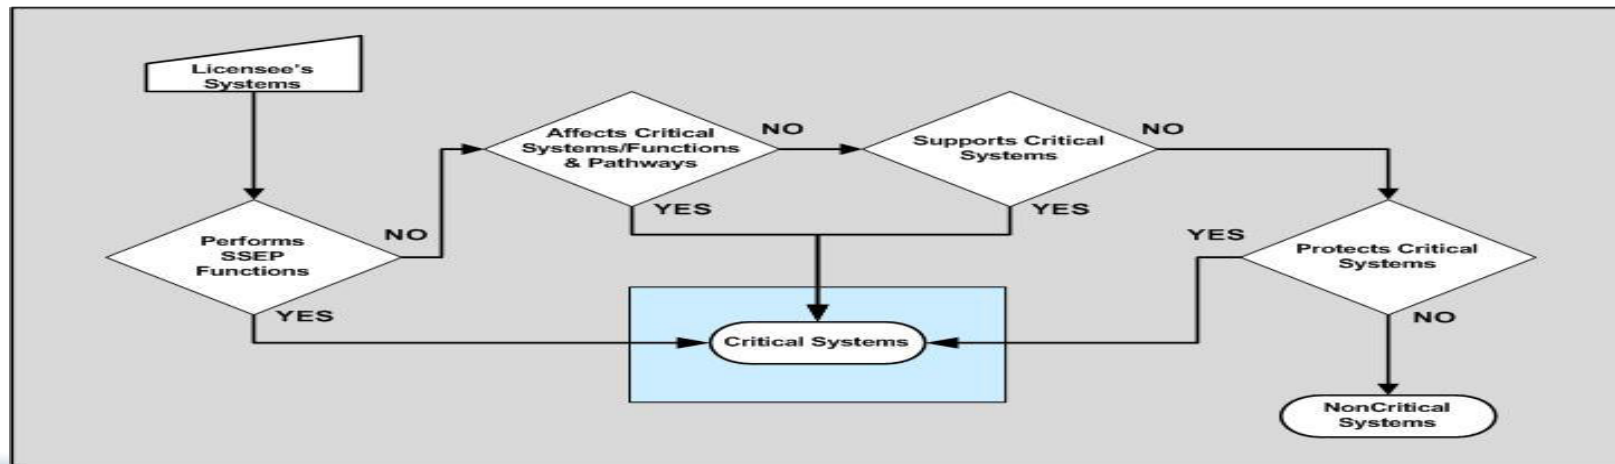 Licensee's
Systems
Performs
SSEP
Functions
NO
YES
Affects Critical
Systems/Functions
& Pathways
NO
YES
Supports Critical
Systems
NO
YES
Protects Critical
Systems
YES
NO
Critical Systems
NonCritical
Systems